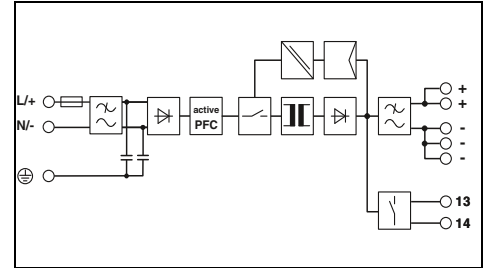 L/+
active
PFC
N/-
+
+
-
-
-
13
14